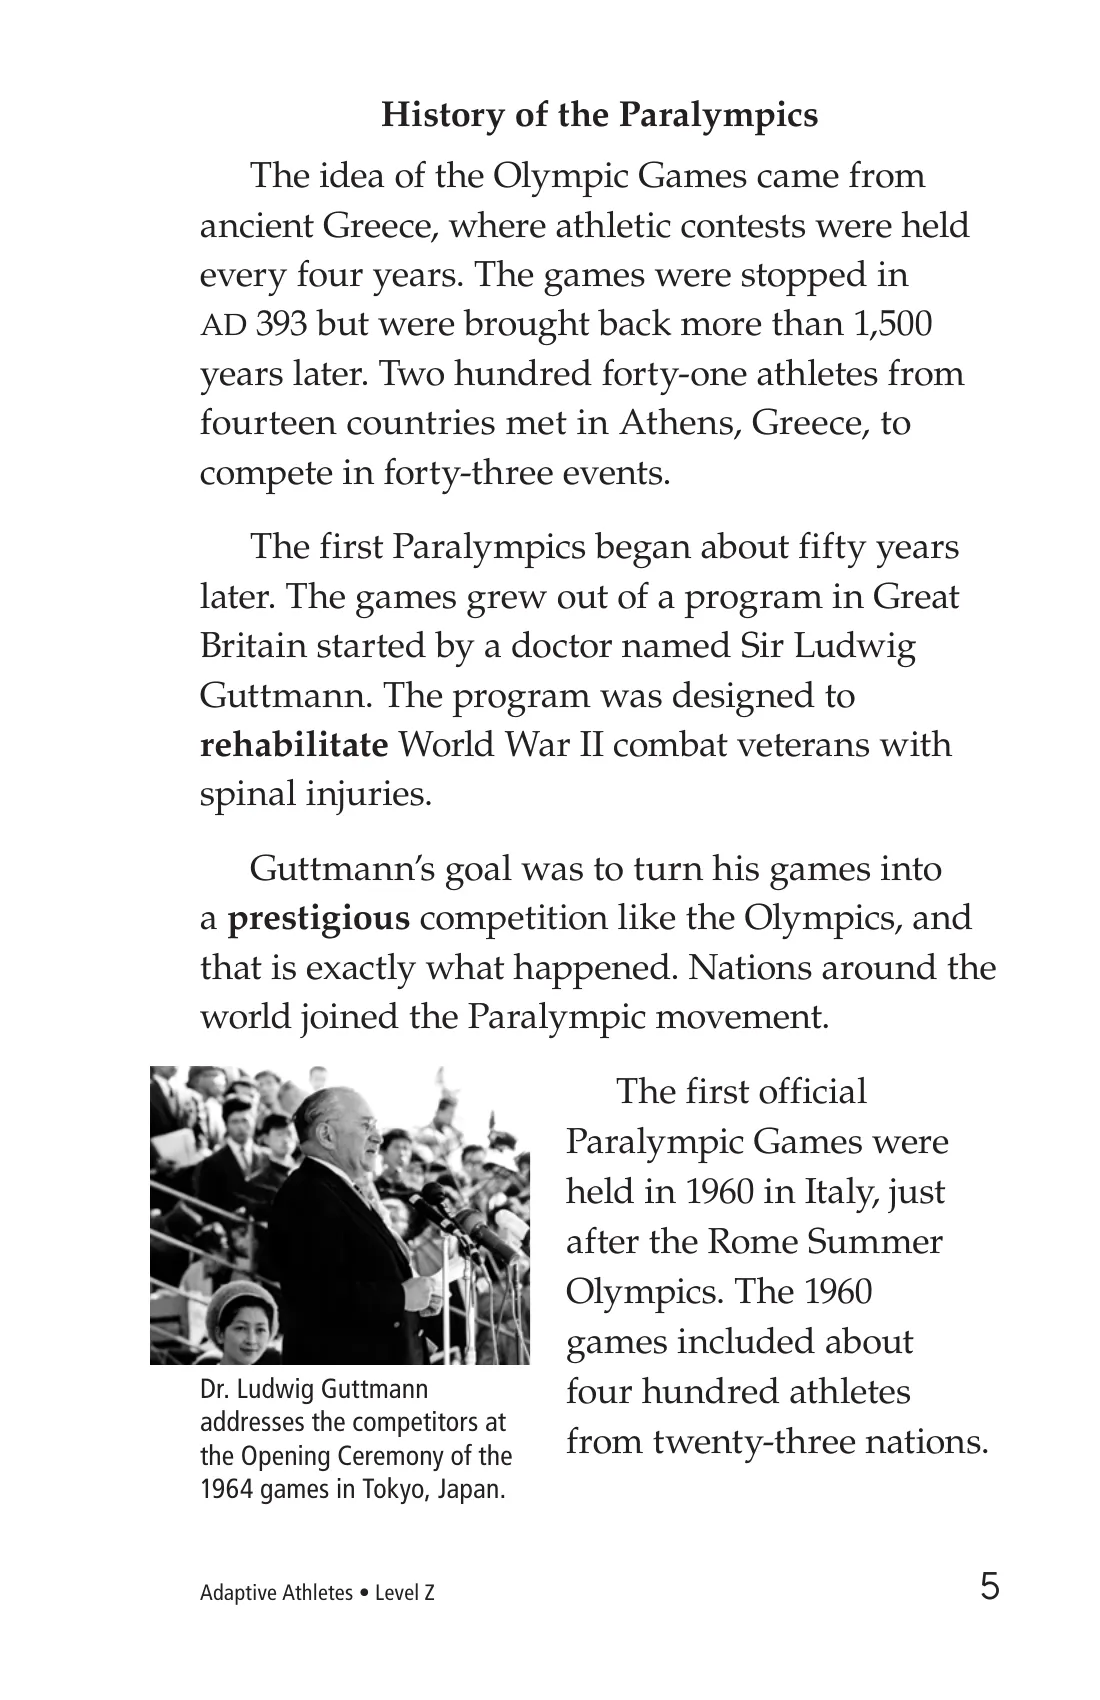 History of the Paralympics
The idea of the Olympic Games came from
ancient Greece, where athletic contests were held
every four years. The games were stopped in
AD 393 but were brought back more than 1,500
years later. Two hundred forty-one athletes from
fourteen countries met in Athens, Greece, to
compete in forty-three events.
The first Paralympics began about fifty years
later. The games grew out of a program in Great
Britain started by a doctor named Sir Ludwig
Guttmann. The program was designed to
rehabilitate World War II combat veterans with
spinal injuries.
Guttmann’s goal was to turn his games into
a prestigious competition like the Olympics, and
that is exactly what happened. Nations around the
world joined the Paralympic movement.
The first official
Paralympic Games were
held in 1960 in Italy, just
after the Rome Summer
Olympics. The 1960
games included about
four hundred athletes
from twenty-three nations.
Dr. Ludwig Guttmann
addresses the competitors at
the Opening Ceremony of the
1964 games in Tokyo, Japan.
Adaptive Athletes • Level Z
5